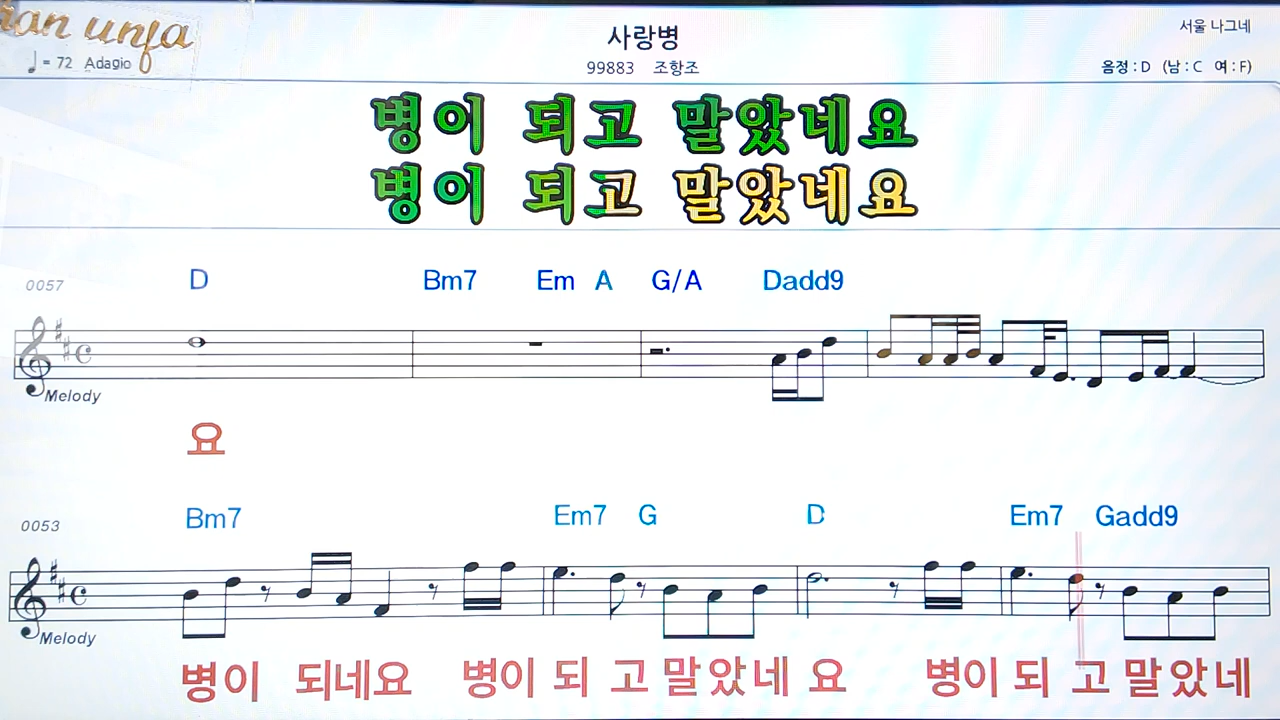 서울 나그네
사랑병
♩= 72 Adagio
99883 조항조
음정 : D (남 : C 여 : F)
병이 되고 말았네요
병이 되고 말았네요
0057 D Bm7 Em A G/A Dadd9
Melody
요
0053 Bm7 Em7 G D Em7 Gadd9
Melody
병이 되네요 병이 되 고 말았네 요 병이 되 고 말았네